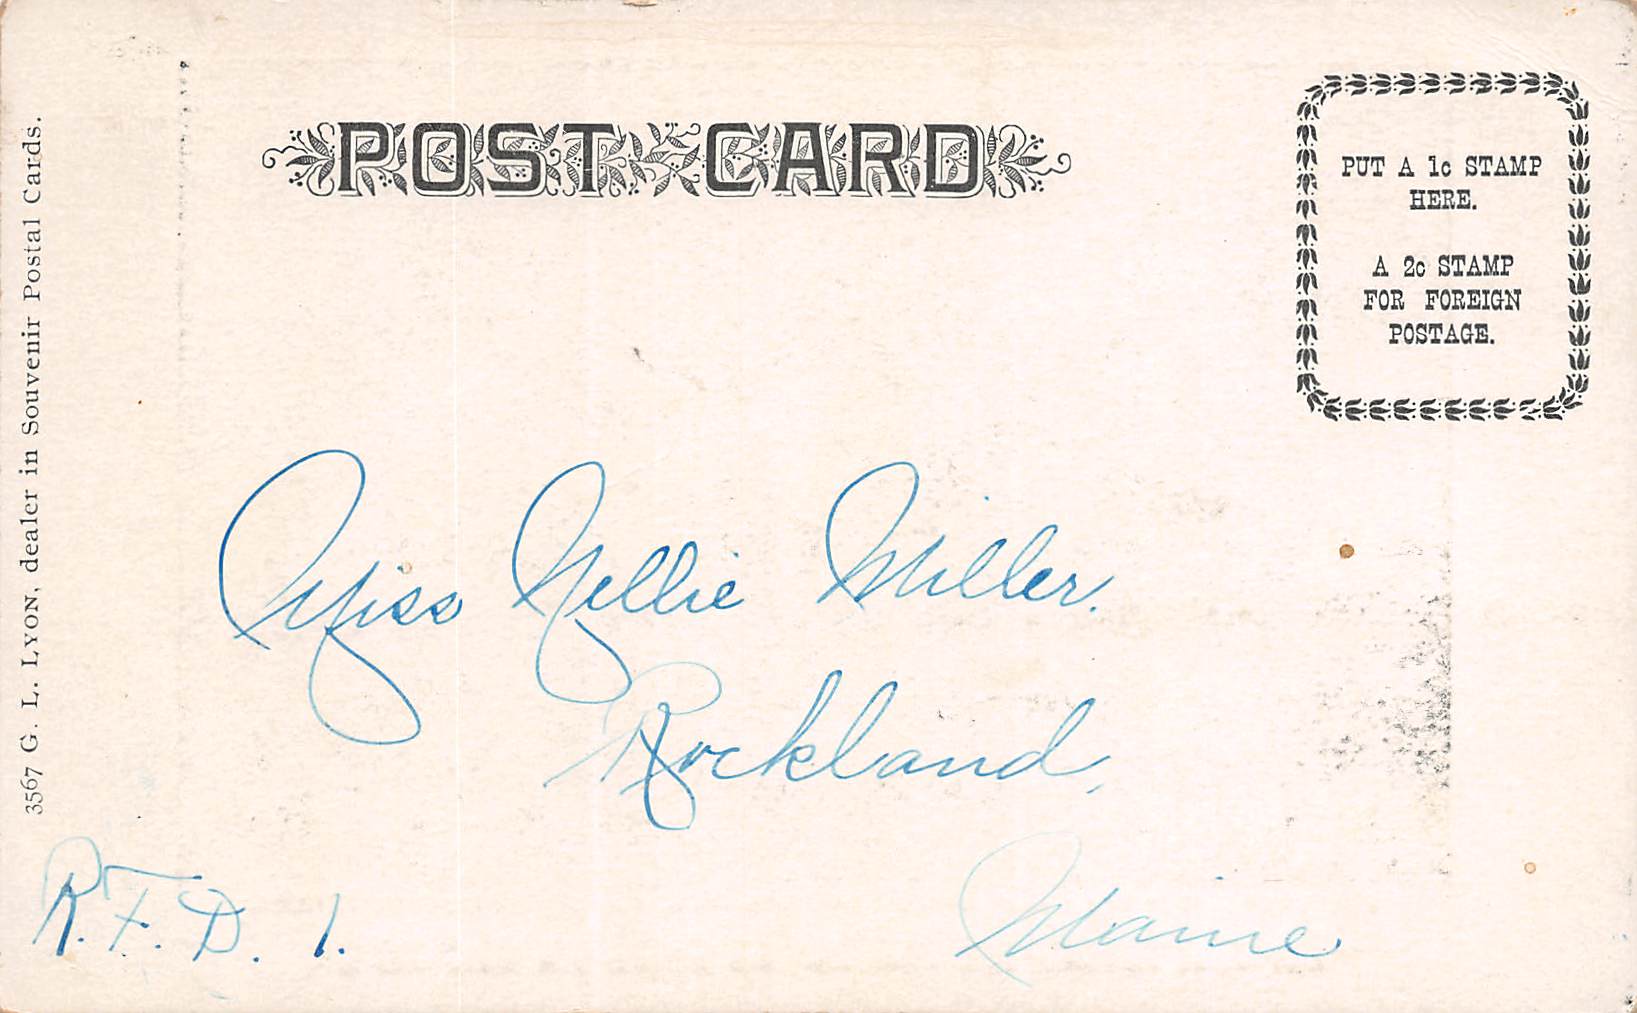 POST CARD
PUT A 1c STAMP
HERE.
A 2c STAMP
FOR FOREIGN
POSTAGE.
3567 G. L. LYON, dealer in Souvenir Postal Cards.
Miss Nellie Miller.
Rockland,
Maine
R.F.D. 1.